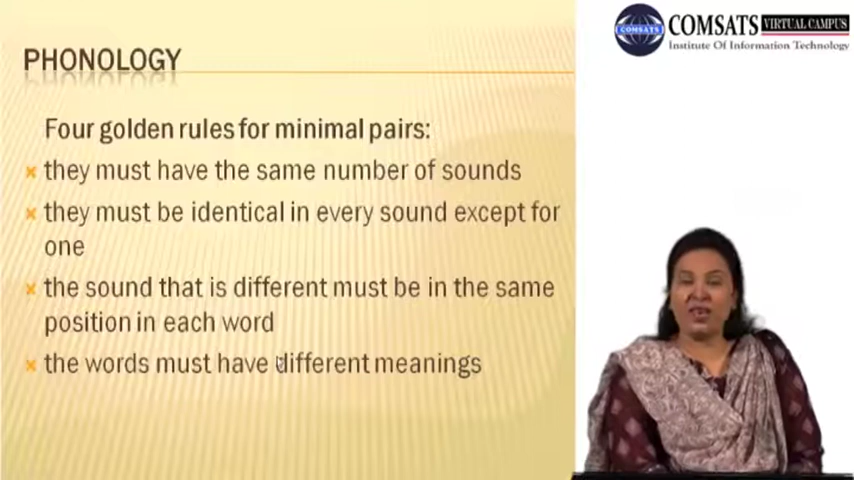 COMSATS VIRTUAL CAMPUS
COMSATS
Institute Of Information Technology
PHONOLOGY
Four golden rules for minimal pairs:
they must have the same number of sounds
they must be identical in every sound except for
one
the sound that is different must be in the same
position in each word
the words must have different meanings